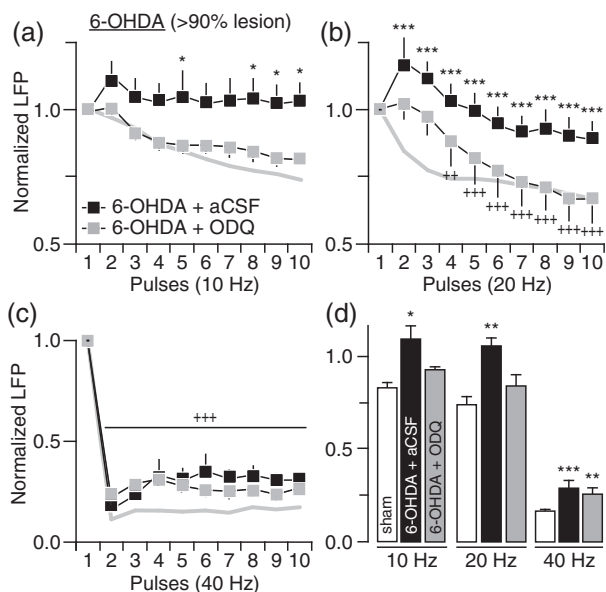 6-OHDA (>90% lesion)
(a)
Normalized LFP
1.0
0.5
* * * *
6-OHDA + aCSF
6-OHDA + ODQ
1 2 3 4 5 6 7 8 9 10
Pulses (10 Hz)
(b)
1.0
0.5
*** *** *** *** *** *** *** *** ***
‡‡ ‡‡‡ ‡‡‡ ‡‡‡ ‡‡‡ ‡‡‡ ‡‡‡
1 2 3 4 5 6 7 8 9 10
Pulses (20 Hz)
(c)
Normalized LFP
1.0
0.5
0.0
‡‡‡
1 2 3 4 5 6 7 8 9 10
Pulses (40 Hz)
(d)
1.0
0.5
0.0
* ** *** **
sham
6-OHDA + aCSF
6-OHDA + ODQ
10 Hz 20 Hz 40 Hz